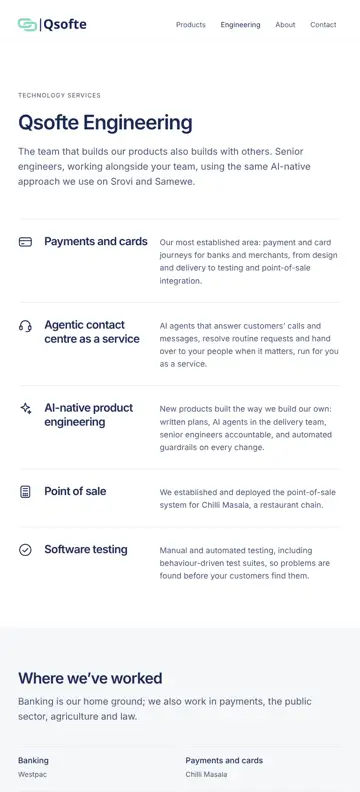 Qsofte
Products Engineering About Contact
TECHNOLOGY SERVICES
Qsofte Engineering
The team that builds our products also builds with others. Senior
engineers, working alongside your team, using the same AI-native
approach we use on Srovi and Samewe.
Payments and cards
Our most established area: payment and card
journeys for banks and merchants, from design
and delivery to testing and point-of-sale
integration.
Agentic contact
centre as a service
AI agents that answer customers' calls and
messages, resolve routine requests and hand
over to your people when it matters, run for you
as a service.
AI-native product
engineering
New products built the way we build our own:
written plans, AI agents in the delivery team,
senior engineers accountable, and automated
guardrails on every change.
Point of sale
We established and deployed the point-of-sale
system for Chilli Masala, a restaurant chain.
Software testing
Manual and automated testing, including
behaviour-driven test suites, so problems are
found before your customers find them.
Where we've worked
Banking is our home ground; we also work in payments, the public
sector, agriculture and law.
Banking
Westpac
Payments and cards
Chilli Masala